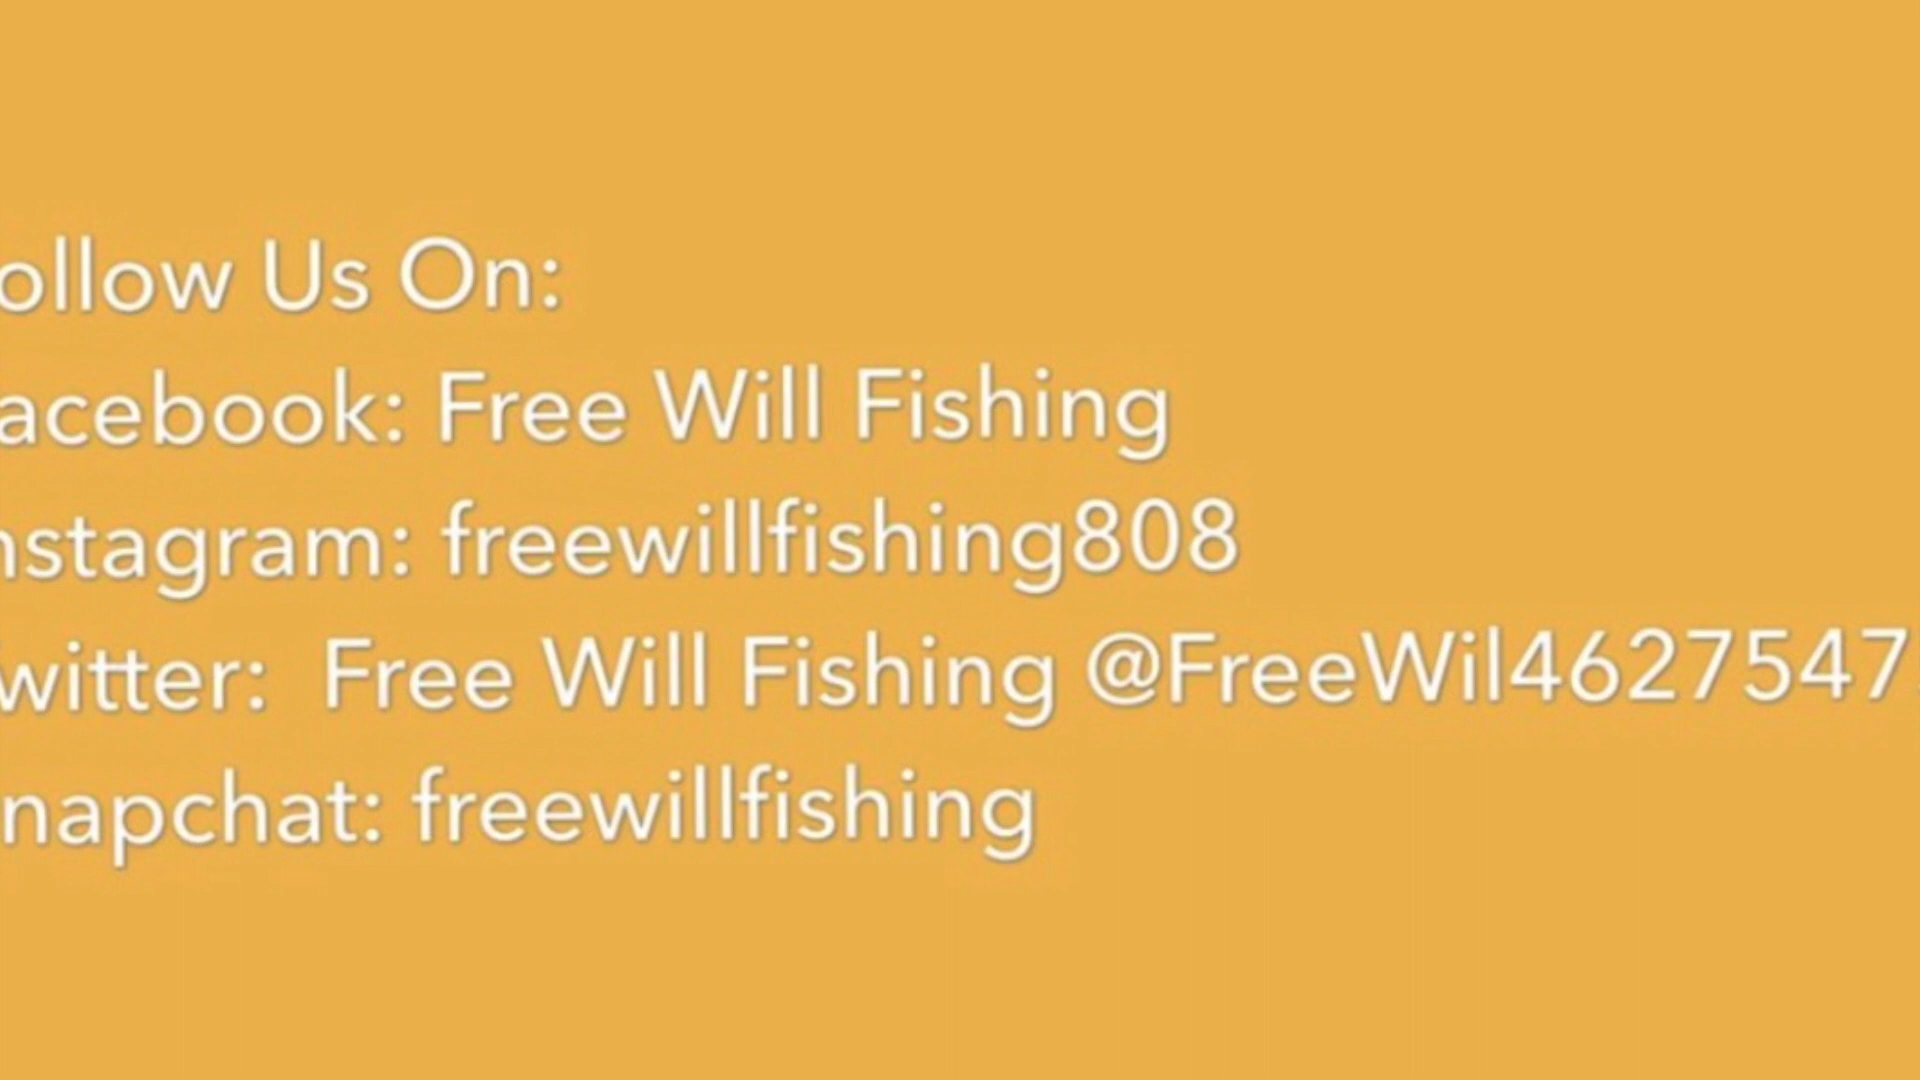 ollow Us On:
acebook: Free Will Fishing
nstagram: freewillfishing808
witter:  Free Will Fishing @FreeWil4627547
napchat: freewillfishing